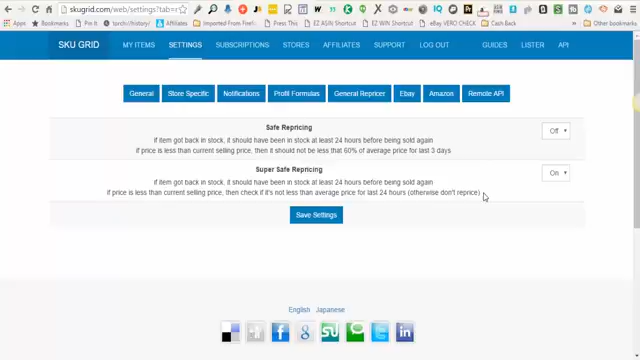 skugrid.com/web/settings?tab=r
Apps
Bookmarks
Pin It
torchi/history/
Affiliates
Imported From Firef
Press This
EZ ASIN Cutcut
EZ WIN Shortcut
eBay VERO CHECK
Cash Back
Other bookmarks
SKU GRID
MY ITEMS
SETTINGS
SUBSCRIPTIONS
STORES
AFFILIATES
SUPPORT
LOG OUT
GUIDES
LISTER
API
General
Store Specific
Notifications
Profit Formulas
General Repricer
Ebay
Amazon
Remote API
Safe Repricing
if item got back in stock, it should have been in stock at least 24 hours before being sold again
if price is less than current selling price, then it should not be less that 60% of average price for last 3 days
Off
Super Safe Repricing
if item got back in stock, it should have been in stock at least 24 hours before being sold again
if price is less than current selling price, then check if it's not less than average price for last 24 hours (otherwise don't reprice)
On
Save Settings
English Japanese